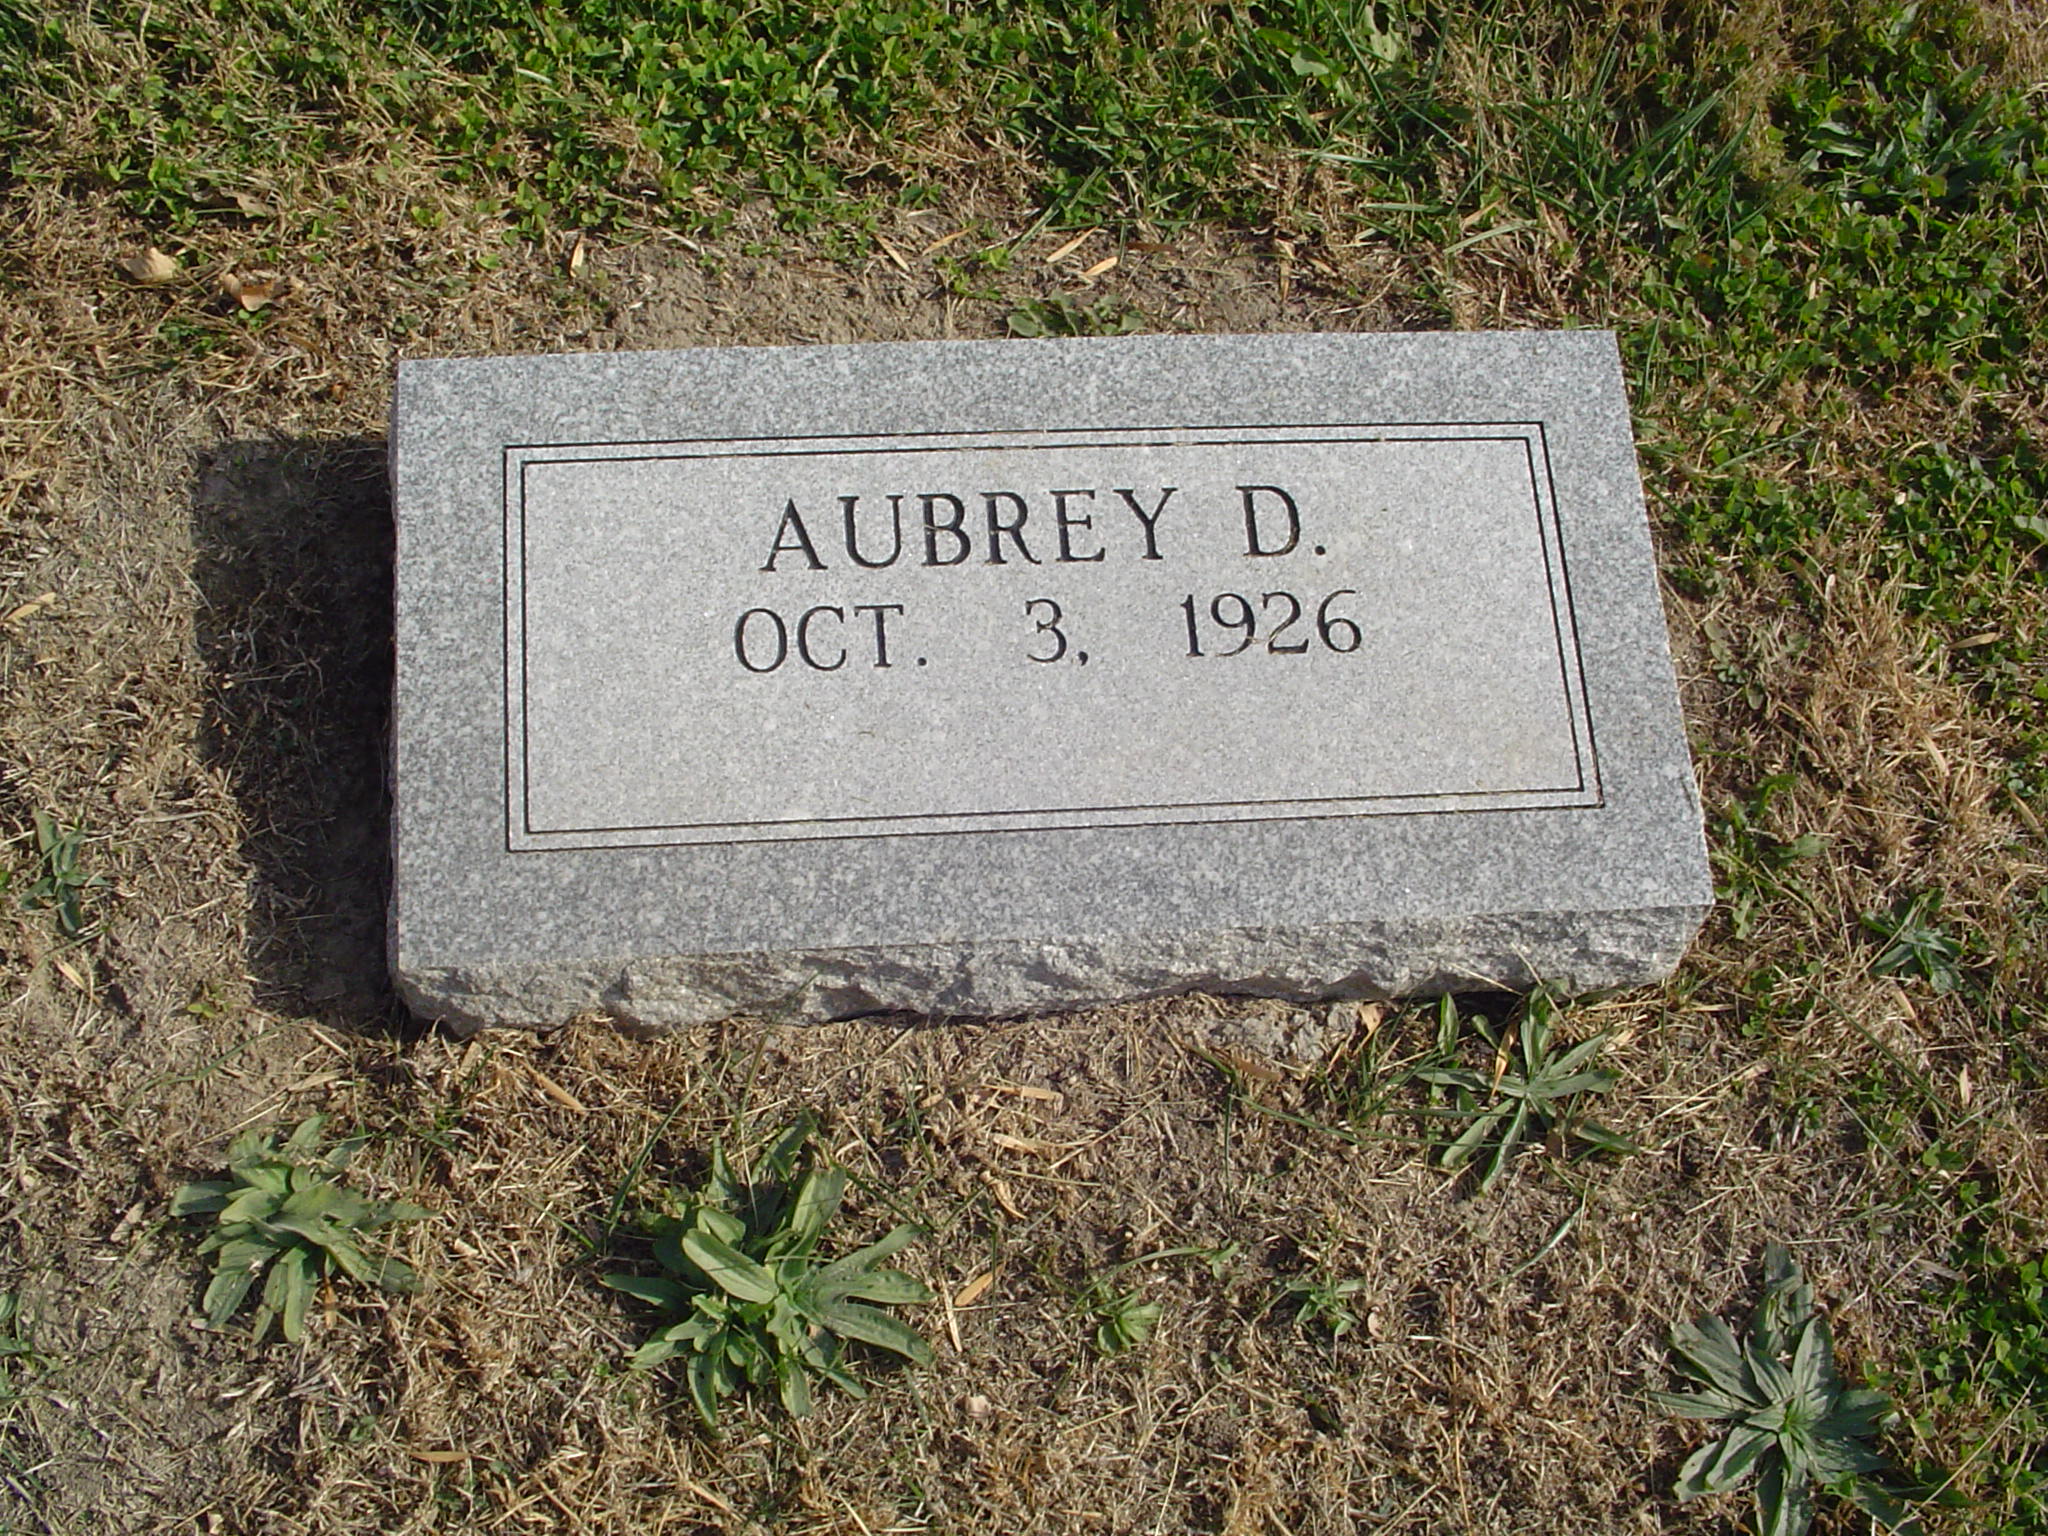 AUBREY D.
OCT. 3, 1926